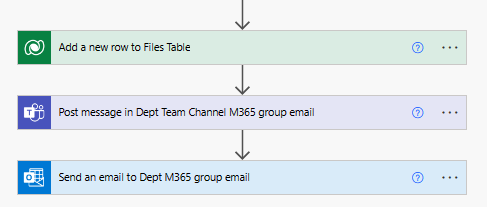 Add a new row to Files Table
Post message in Dept Team Channel M365 group email
Send an email to Dept M365 group email